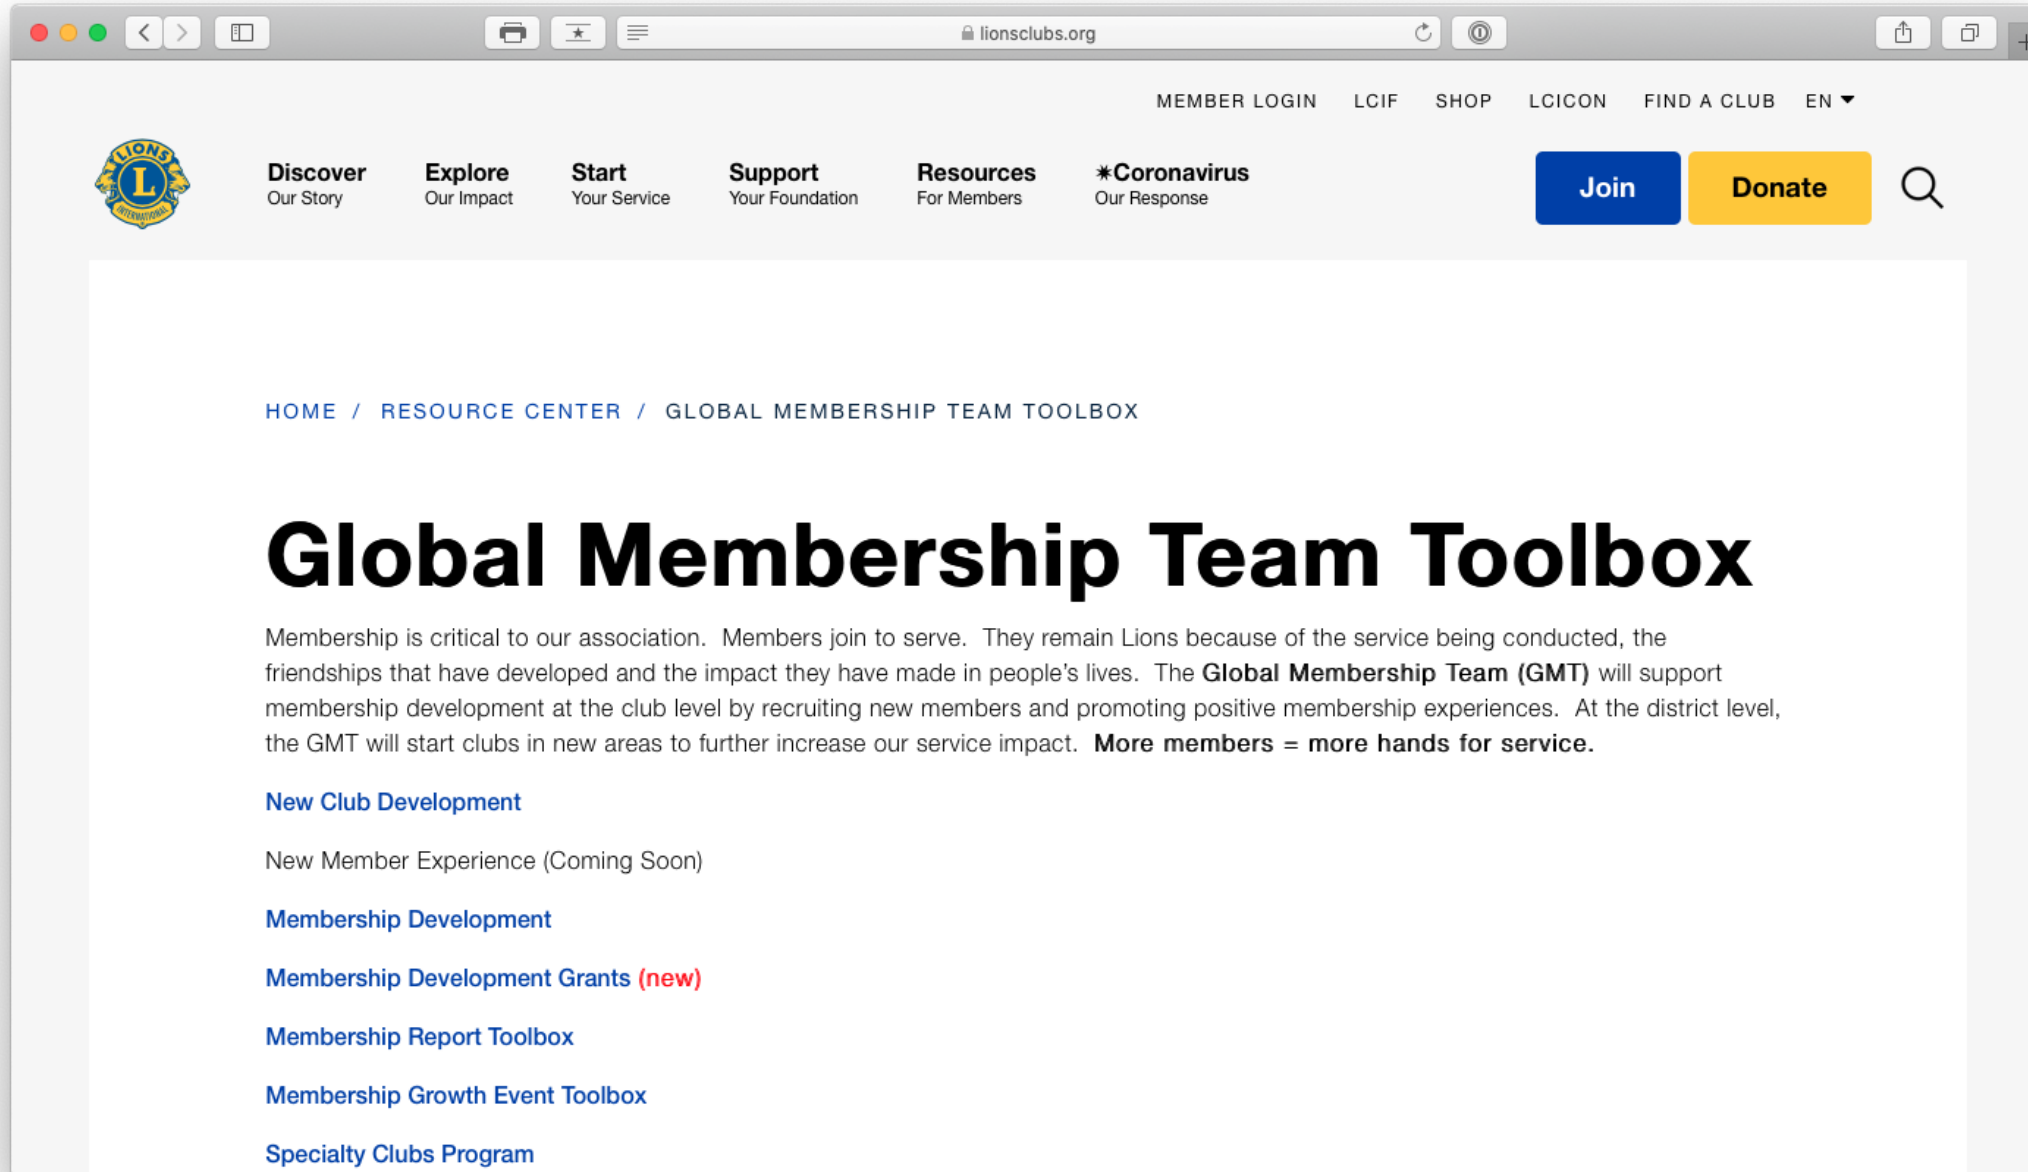 lionsclubs.org
MEMBER LOGIN LCIF SHOP LCICON FIND A CLUB EN
LIONS
L
INTERNATIONAL
Discover Explore Start Support Resources ✷Coronavirus
Our Story Our Impact Your Service Your Foundation For Members Our Response
Join Donate
HOME / RESOURCE CENTER / GLOBAL MEMBERSHIP TEAM TOOLBOX
Global Membership Team Toolbox
Membership is critical to our association. Members join to serve. They remain Lions because of the service being conducted, the
friendships that have developed and the impact they have made in people's lives. The Global Membership Team (GMT) will support
membership development at the club level by recruiting new members and promoting positive membership experiences. At the district level,
the GMT will start clubs in new areas to further increase our service impact. More members = more hands for service.
New Club Development
New Member Experience (Coming Soon)
Membership Development
Membership Development Grants (new)
Membership Report Toolbox
Membership Growth Event Toolbox
Specialty Clubs Program